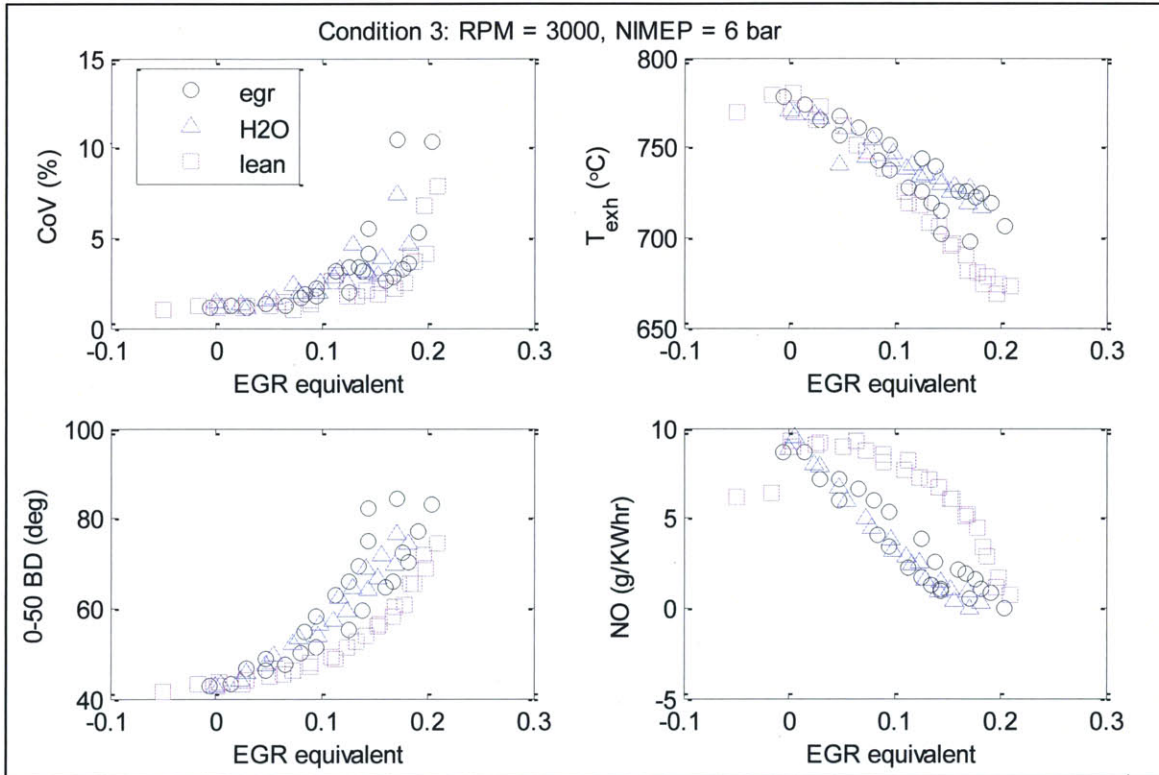 Condition 3: RPM = 3000, NIMEP = 6 bar
15
10
5
0
CoV (%)
egr
H2O
lean
-0.1 0 0.1 0.2 0.3
EGR equivalent
800
750
700
650
T_exh (°C)
-0.1 0 0.1 0.2 0.3
EGR equivalent
100
80
60
40
0-50 BD (deg)
-0.1 0 0.1 0.2 0.3
EGR equivalent
10
5
0
-5
NO (g/KWhr)
-0.1 0 0.1 0.2 0.3
EGR equivalent